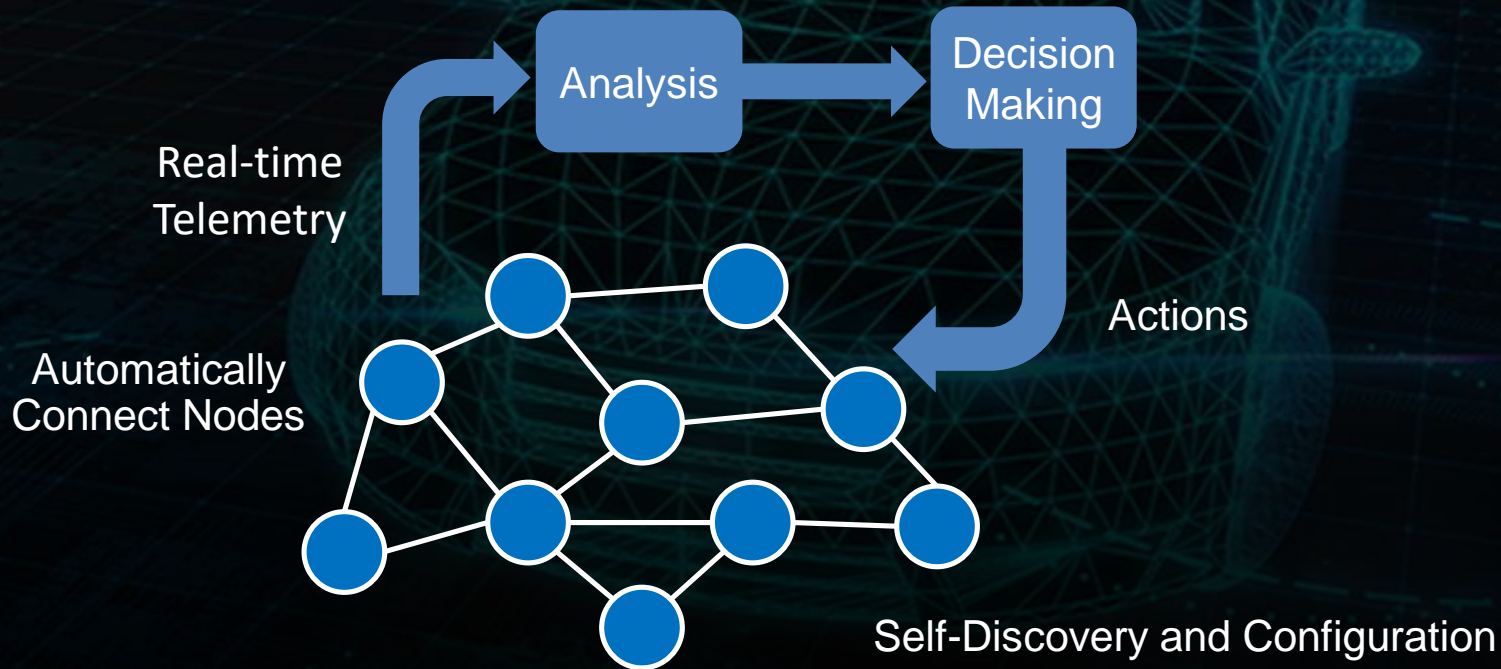 Analysis
Decision
Making
Real-time
Telemetry
Actions
Automatically
Connect Nodes
Self-Discovery and Configuration